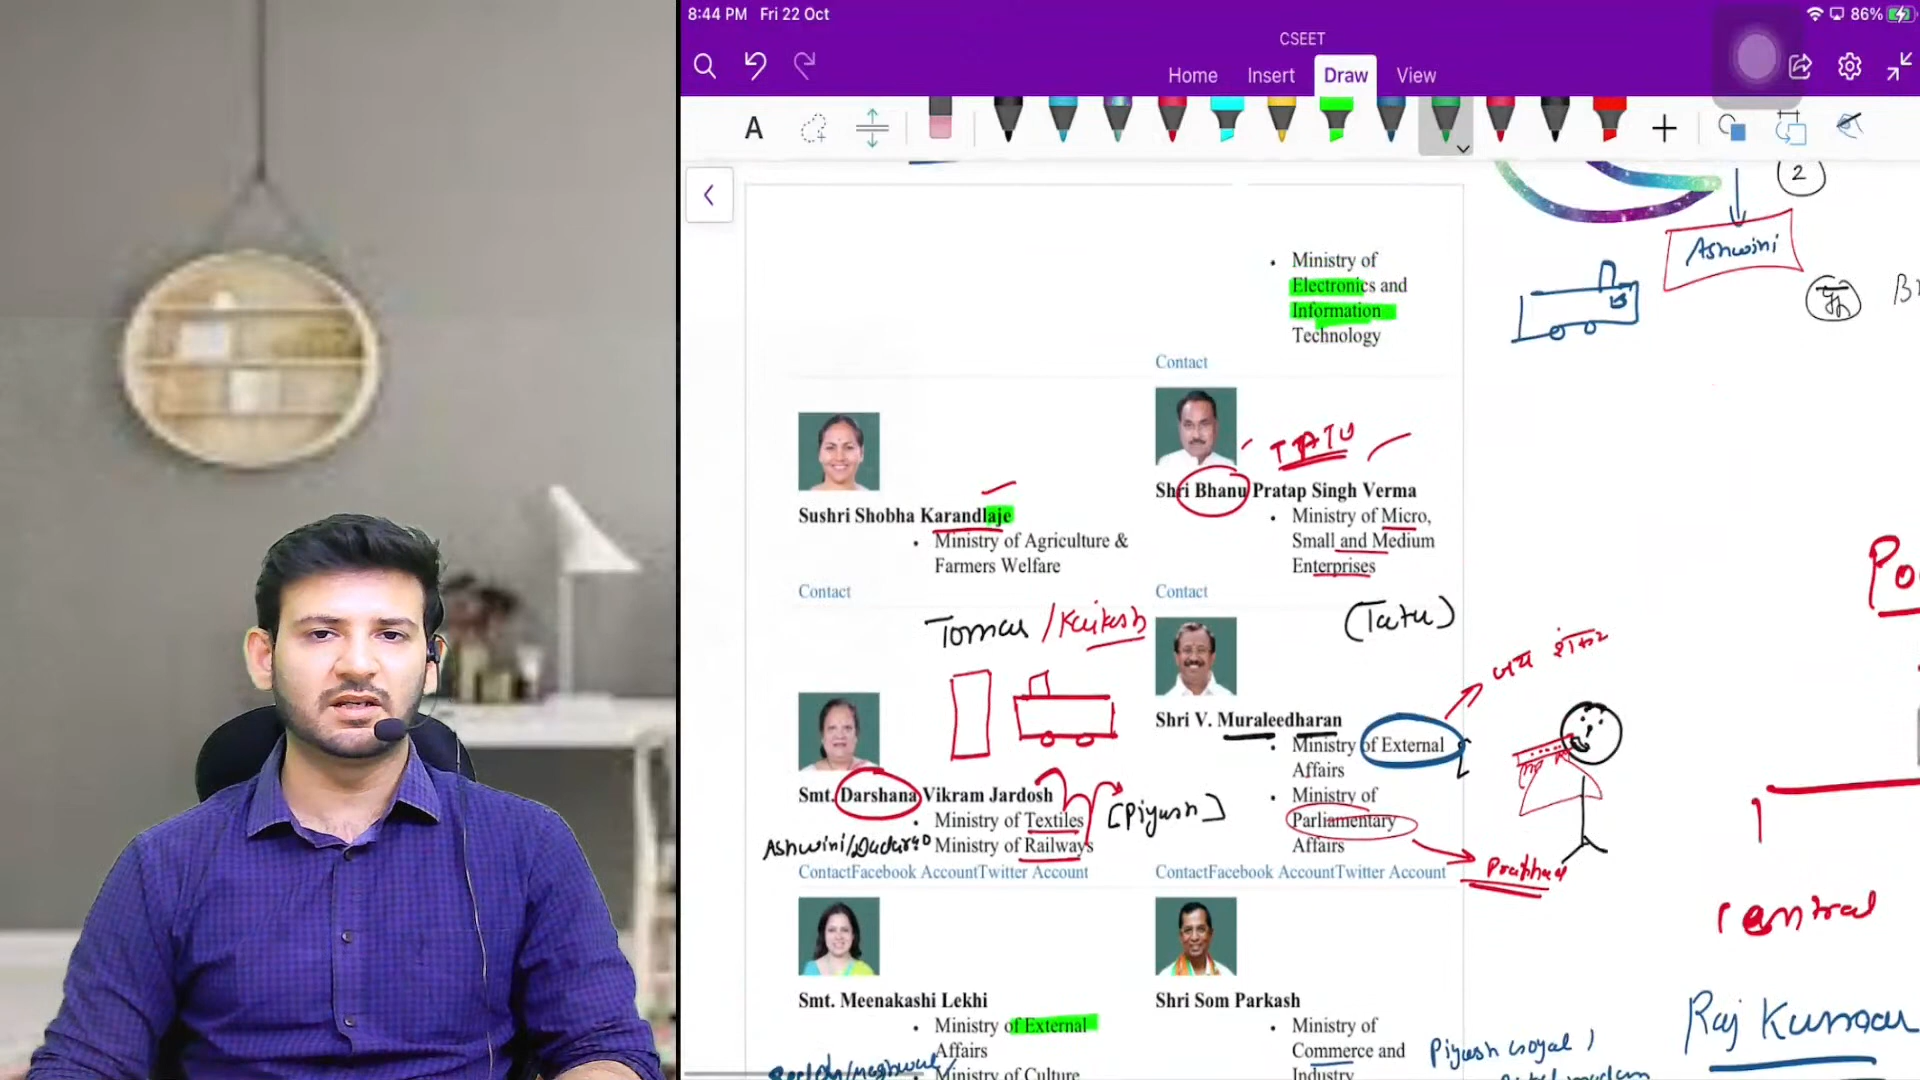 8:44 PM Fri 22 Oct
86%
CSEET
Home Insert Draw View
A
2
Ashwini
Ministry of
Electronics and
Information
Technology
Contact
TATU
Sushri Shobha Karandlaje
Ministry of Agriculture &
Farmers Welfare
Contact
Shri Bhanu Pratap Singh Verma
Ministry of Micro,
Small and Medium
Enterprises
Contact
Tomar / Kailash
(Tatu)
Smt. Darshana Vikram Jardosh
Ministry of Textiles
Ministry of Railways
ContactFacebook AccountTwitter Account
[Piyush]
Shri V. Muraleedharan
Ministry of External
Affairs
Ministry of
Parliamentary
Affairs
ContactFacebook AccountTwitter Account
Po
Central
Smt. Meenakashi Lekhi
Ministry of External
Affairs
Ministry of Culture
Shri Som Parkash
Ministry of
Commerce and
Industry
Piyush Goyal
Raj Kumar